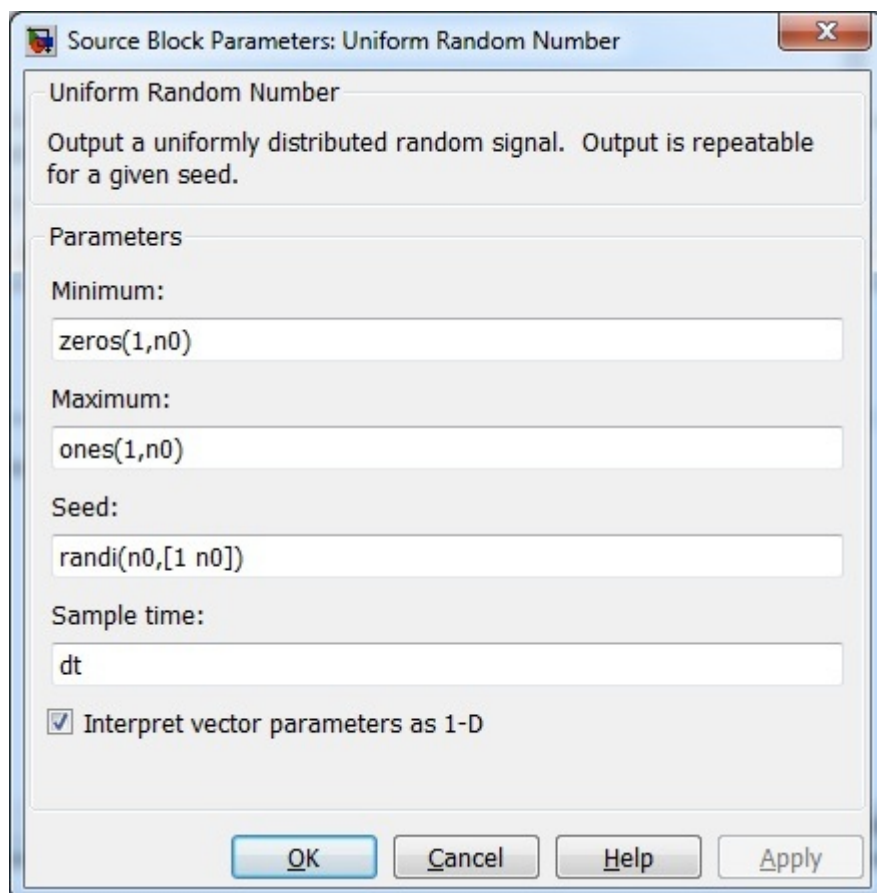 Source Block Parameters: Uniform Random Number
Uniform Random Number
Output a uniformly distributed random signal.  Output is repeatable
for a given seed.
Parameters
Minimum:
zeros(1,n0)
Maximum:
ones(1,n0)
Seed:
randi(n0,[1 n0])
Sample time:
dt
Interpret vector parameters as 1-D
OK Cancel Help Apply